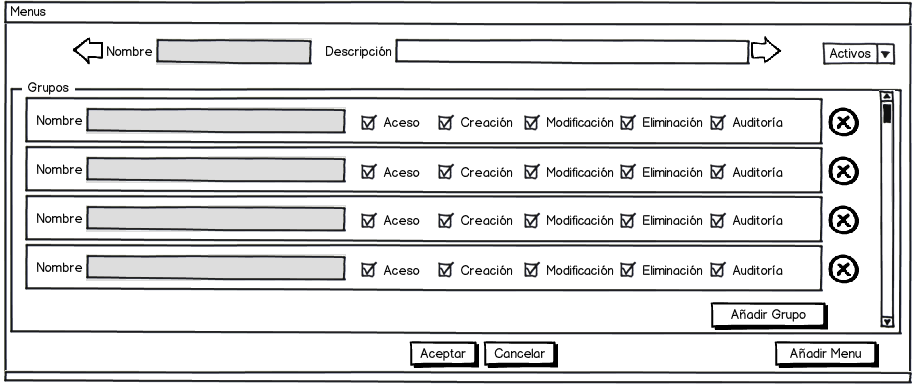 Menus
Nombre Descripción Activos
Grupos
Nombre Aceso Creación Modificación Eliminación Auditoría
Nombre Aceso Creación Modificación Eliminación Auditoría
Nombre Aceso Creación Modificación Eliminación Auditoría
Nombre Aceso Creación Modificación Eliminación Auditoría
Añadir Grupo
Aceptar Cancelar Añadir Menu